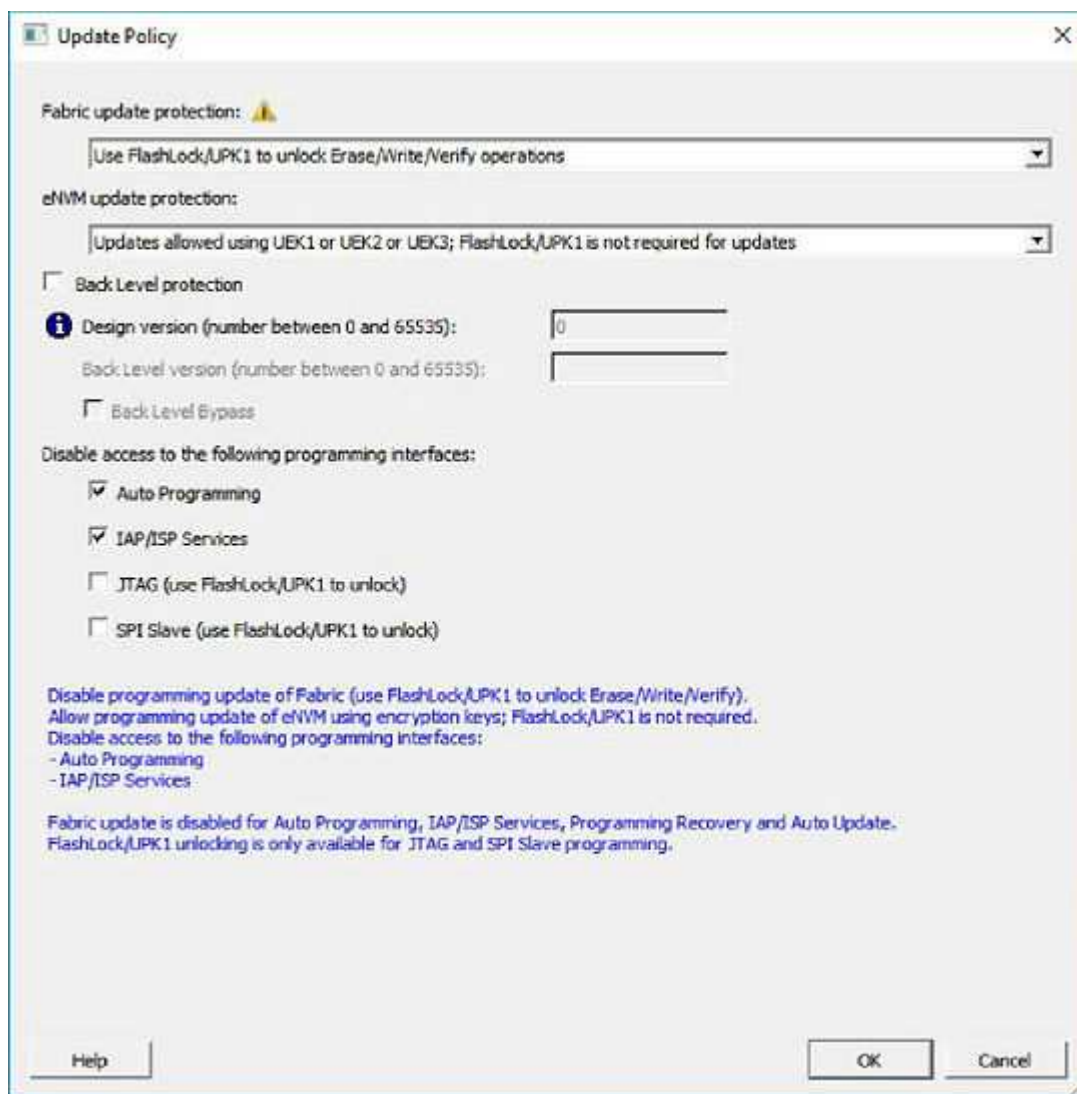 Update Policy
Fabric update protection:
Use FlashLock/UPK1 to unlock Erase/Write/Verify operations
eNVM update protection:
Updates allowed using UEK1 or UEK2 or UEK3; FlashLock/UPK1 is not required for updates
Back Level protection
Design version (number between 0 and 65535): 0
Back Level version (number between 0 and 65535):
Back Level Bypass
Disable access to the following programming interfaces:
Auto Programming
IAP/ISP Services
JTAG (use FlashLock/UPK1 to unlock)
SPI Slave (use FlashLock/UPK1 to unlock)
Disable programming update of Fabric (use FlashLock/UPK1 to unlock Erase/Write/Verify).
Allow programming update of eNVM using encryption keys; FlashLock/UPK1 is not required.
Disable access to the following programming interfaces:
- Auto Programming
- IAP/ISP Services
Fabric update is disabled for Auto Programming, IAP/ISP Services, Programming Recovery and Auto Update.
FlashLock/UPK1 unlocking is only available for JTAG and SPI Slave programming.
Help OK Cancel